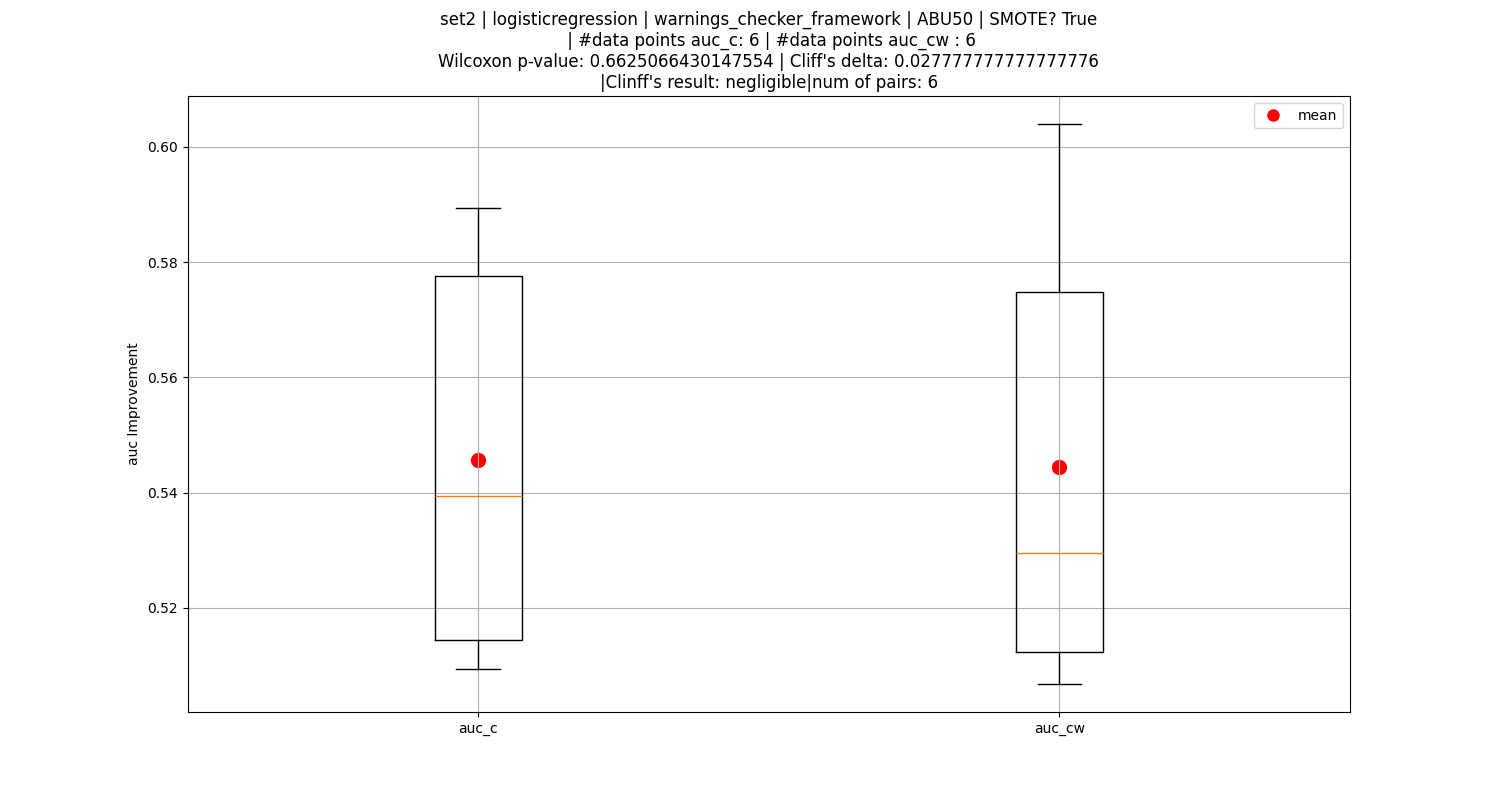 set2 | logisticregression | warnings_checker_framework | ABU50 | SMOTE? True
| #data points auc_c: 6 | #data points auc_cw : 6
Wilcoxon p-value: 0.6625066430147554 | Cliff's delta: 0.027777777777777776
|Clinff's result: negligible|num of pairs: 6
mean
0.60
0.58
0.56
0.54
0.52
auc Improvement
auc_c
auc_cw